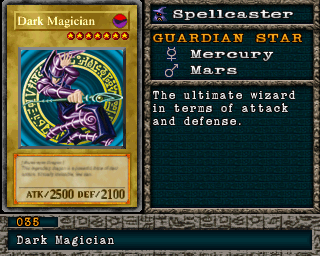 Dark Magician
ATK/2500 DEF/2100
Spellcaster
GUARDIAN STAR
☿ Mercury
♂ Mars
The ultimate wizard
in terms of attack
and defense.
035
Dark Magician